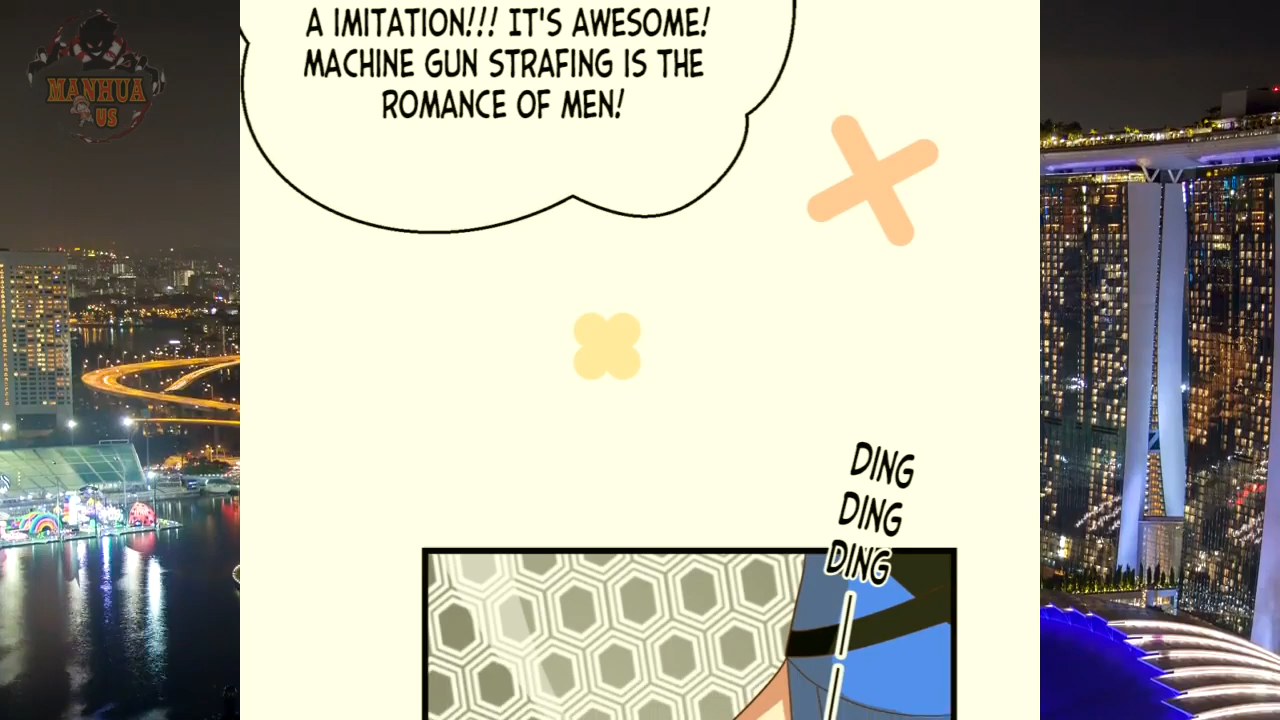 MANHUA
US
A IMITATION!!! IT'S AWESOME!
MACHINE GUN STRAFING IS THE
ROMANCE OF MEN!
DING
DING
DING